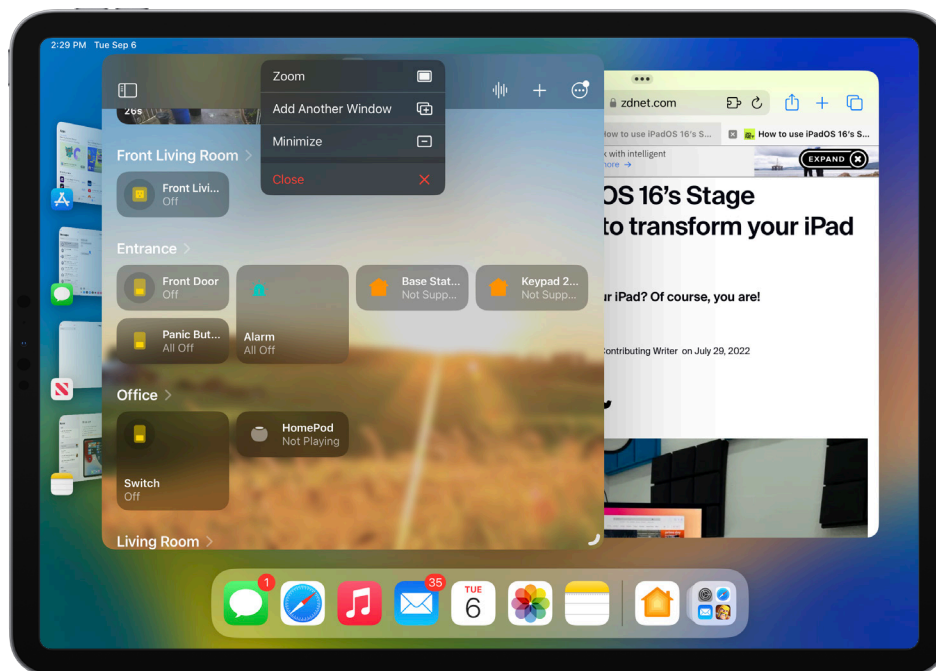 2:29 PM Tue Sep 6
Zoom
Add Another Window
Minimize
Close
26s
zdnet.com
How to use iPadOS 16's S...
How to use iPadOS 16's S...
k with intelligent
more →
EXPAND
OS 16's Stage
to transform your iPad
ur iPad? Of course, you are!
Contributing Writer on July 29, 2022
Front Living Room >
Front Livi...
Off
Entrance >
Front Door
Off
Panic But...
All Off
Alarm
All Off
Base Stat...
Not Supp...
Keypad 2...
Not Supp...
Office >
Switch
Off
HomePod
Not Playing
Living Room >
1
35
TUE
6